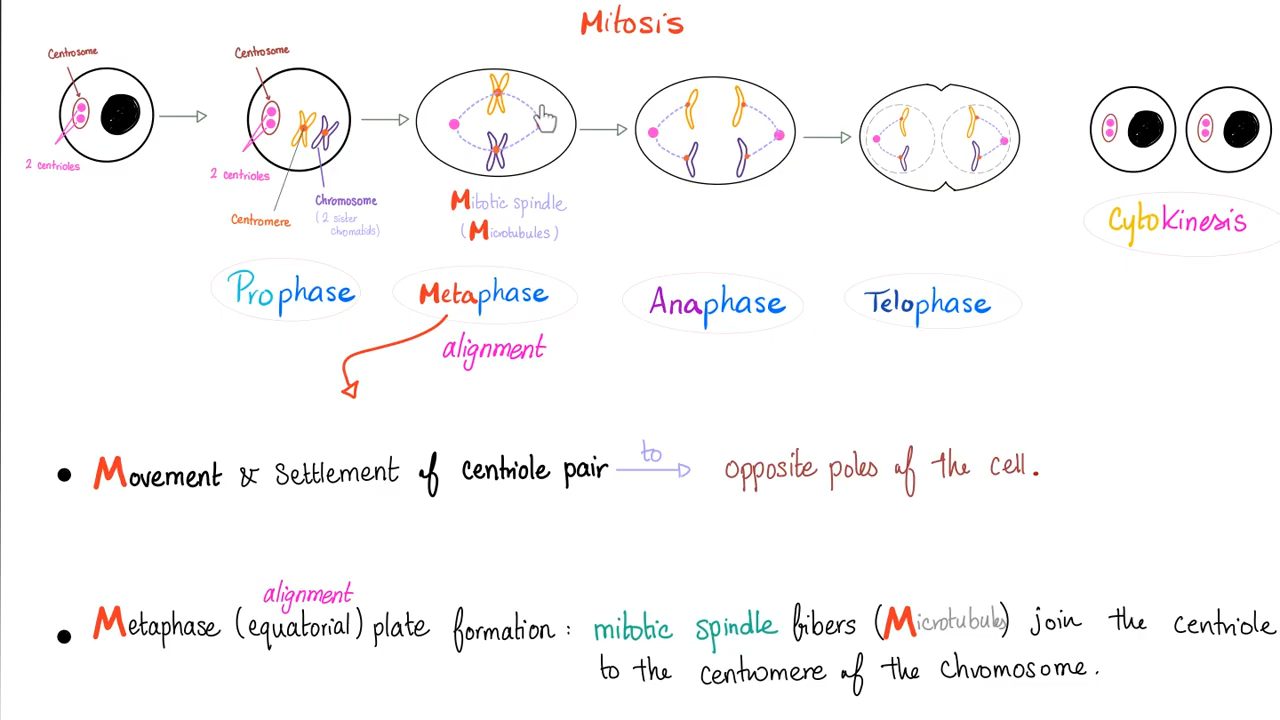 Mitosis
Centrosome
2 centrioles
Centrosome
2 centrioles
Centromere
Chromosome
(2 sister
chromatids)
Mitotic spindle
(Microtubules)
Cytokinesis
Prophase
Metaphase
Anaphase
Telophase
alignment
• Movement & Settlement of centriole pair to opposite poles of the cell.
alignment
• Metaphase (equatorial) plate formation: mitotic spindle fibers (Microtubules) join the centriole
to the centromere of the chromosome.